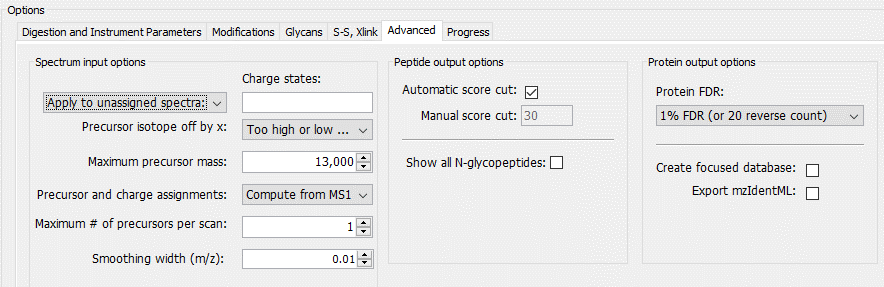 Options
Digestion and Instrument Parameters Modifications Glycans S-S, Xlink Advanced Progress
Spectrum input options
Charge states:
Apply to unassigned spectra:
Precursor isotope off by x: Too high or low ...
Maximum precursor mass: 13,000
Precursor and charge assignments: Compute from MS1
Maximum # of precursors per scan: 1
Smoothing width (m/z): 0.01
Peptide output options
Automatic score cut:
Manual score cut: 30
Show all N-glycopeptides:
Protein output options
Protein FDR:
1% FDR (or 20 reverse count)
Create focused database:
Export mzIdentML: